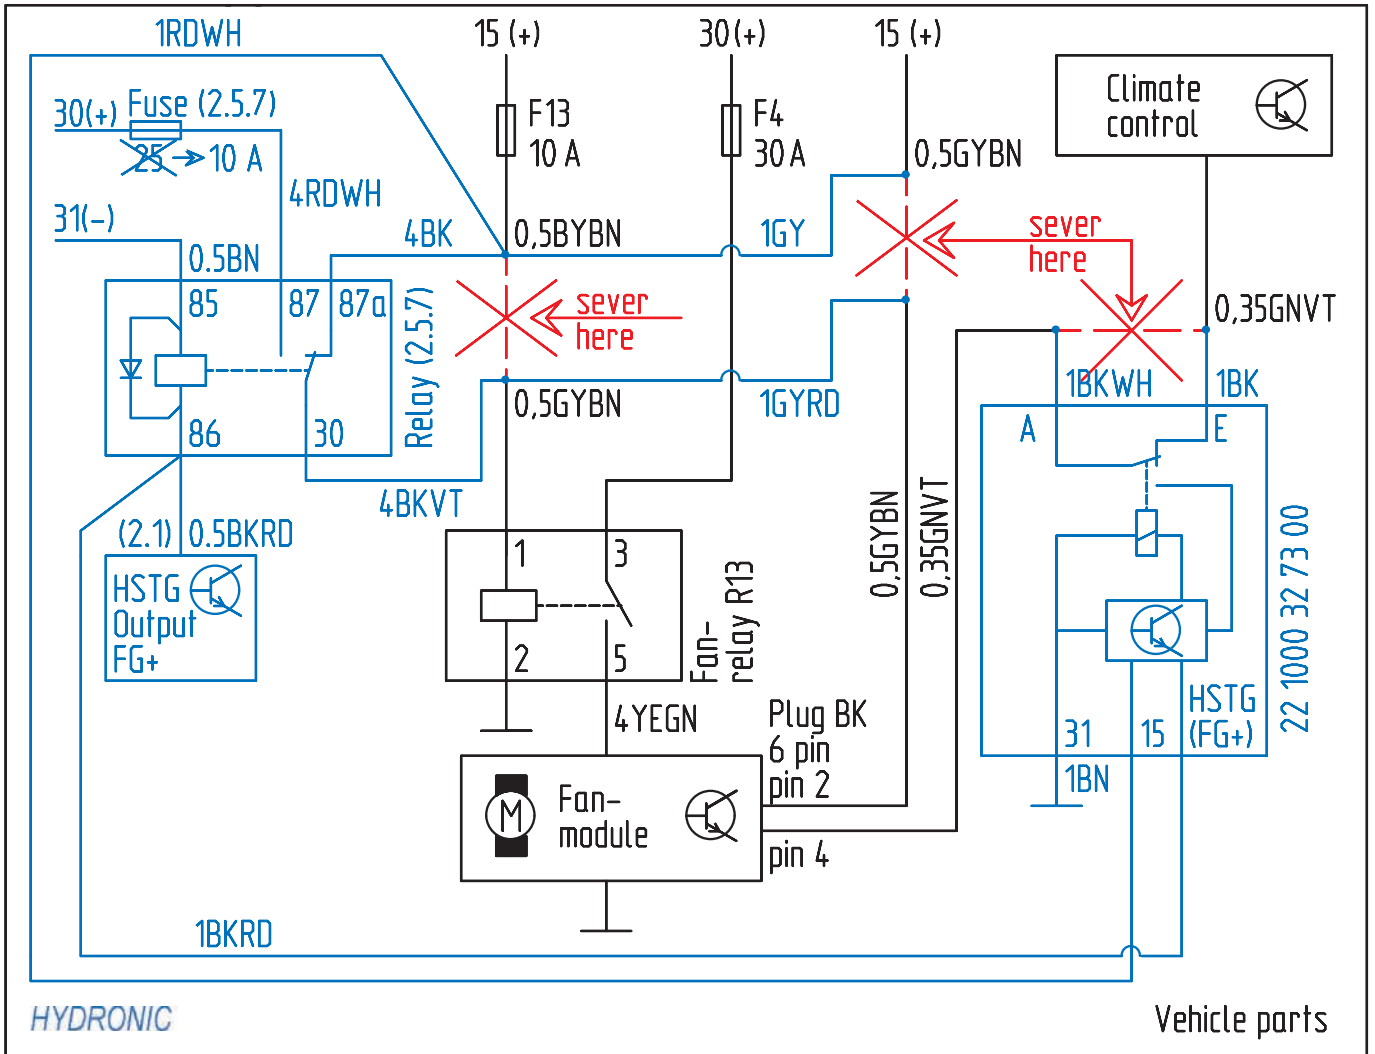 1RDWH
15 (+)
30(+)
15 (+)
30(+)
Fuse (2.5.7)
25 10 A
F13
10 A
F4
30 A
Climate
control
0,5GYBN
4RDWH
31(-)
0.5BN
4BK
0,5BYBN
1GY
sever
here
85
87
87a
sever
here
0,35GNVT
Relay (2.5.7)
0,5GYBN
1GYRD
1BKWH
1BK
86
30
A
E
4BKVT
(2.1)
0.5BKRD
HSTG
Output
FG+
1
3
2
5
Fan-
relay R13
0,5GYBN
0,35GNVT
22 1000 32 73 00
4YEGN
Plug BK
6 pin
pin 2
pin 4
M
Fan-
module
HSTG
(FG+)
31
15
1BN
1BKRD
HYDRONIC
Vehicle parts